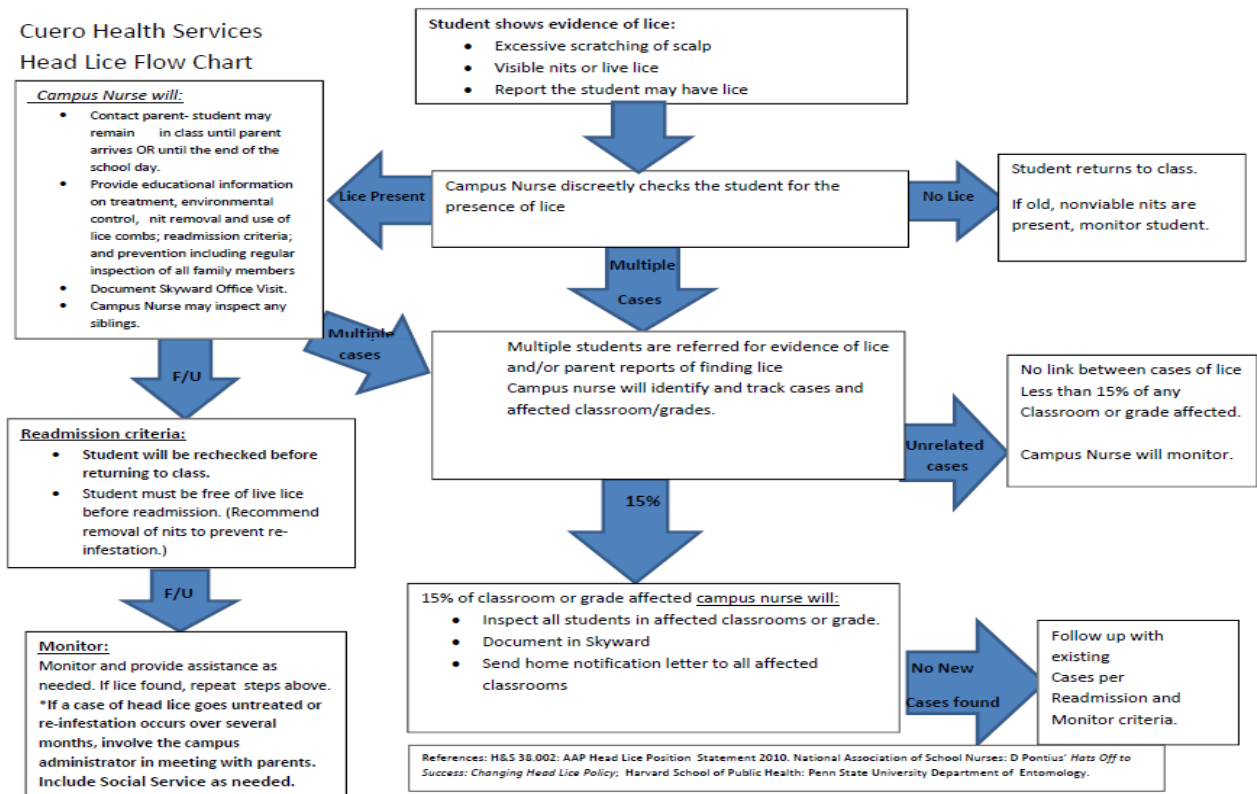 Cuero Health Services
Head Lice Flow Chart
Student shows evidence of lice:
• Excessive scratching of scalp
• Visible nits or live lice
• Report the student may have lice
Campus Nurse will:
• Contact parent- student may
remain in class until parent
arrives OR until the end of the
school day.
• Provide educational information
on treatment, environmental
control, nit removal and use of
lice combs; readmission criteria;
and prevention including regular
inspection of all family members
• Document Skyward Office Visit.
• Campus Nurse may inspect any
siblings.
Lice Present
Campus Nurse discreetly checks the student for the
presence of lice
No Lice
Student returns to class.
If old, nonviable nits are
present, monitor student.
Multiple
Cases
Multiple
cases
Multiple students are referred for evidence of lice
and/or parent reports of finding lice
Campus nurse will identify and track cases and
affected classroom/grades.
Unrelated
cases
No link between cases of lice
Less than 15% of any
Classroom or grade affected.
Campus Nurse will monitor.
F/U
Readmission criteria:
• Student will be rechecked before
returning to class.
• Student must be free of live lice
before readmission. (Recommend
removal of nits to prevent re-
infestation.)
15%
F/U
15% of classroom or grade affected campus nurse will:
• Inspect all students in affected classrooms or grade.
• Document in Skyward
• Send home notification letter to all affected
classrooms
No New
Cases found
Follow up with
existing
Cases per
Readmission and
Monitor criteria.
Monitor:
Monitor and provide assistance as
needed. If lice found, repeat steps above.
*If a case of head lice goes untreated or
re-infestation occurs over several
months, involve the campus
administrator in meeting with parents.
Include Social Service as needed.
References: H&S 38.002: AAP Head Lice Position Statement 2010. National Association of School Nurses: D Pontius' Hats Off to
Success: Changing Head Lice Policy; Harvard School of Public Health: Penn State University Department of Entomology.